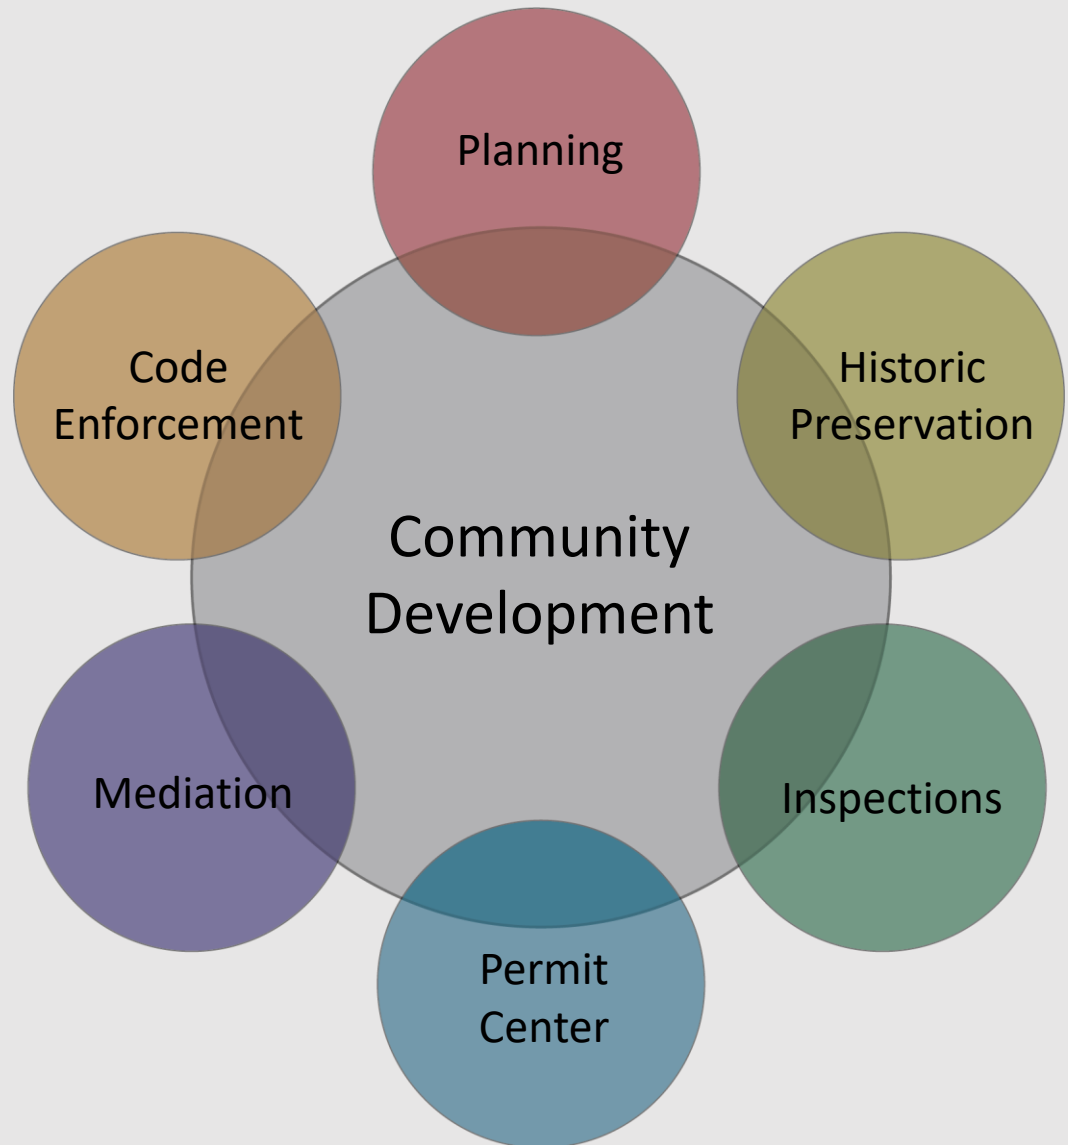 Planning
Code
Enforcement
Historic
Preservation
Community
Development
Mediation
Inspections
Permit
Center